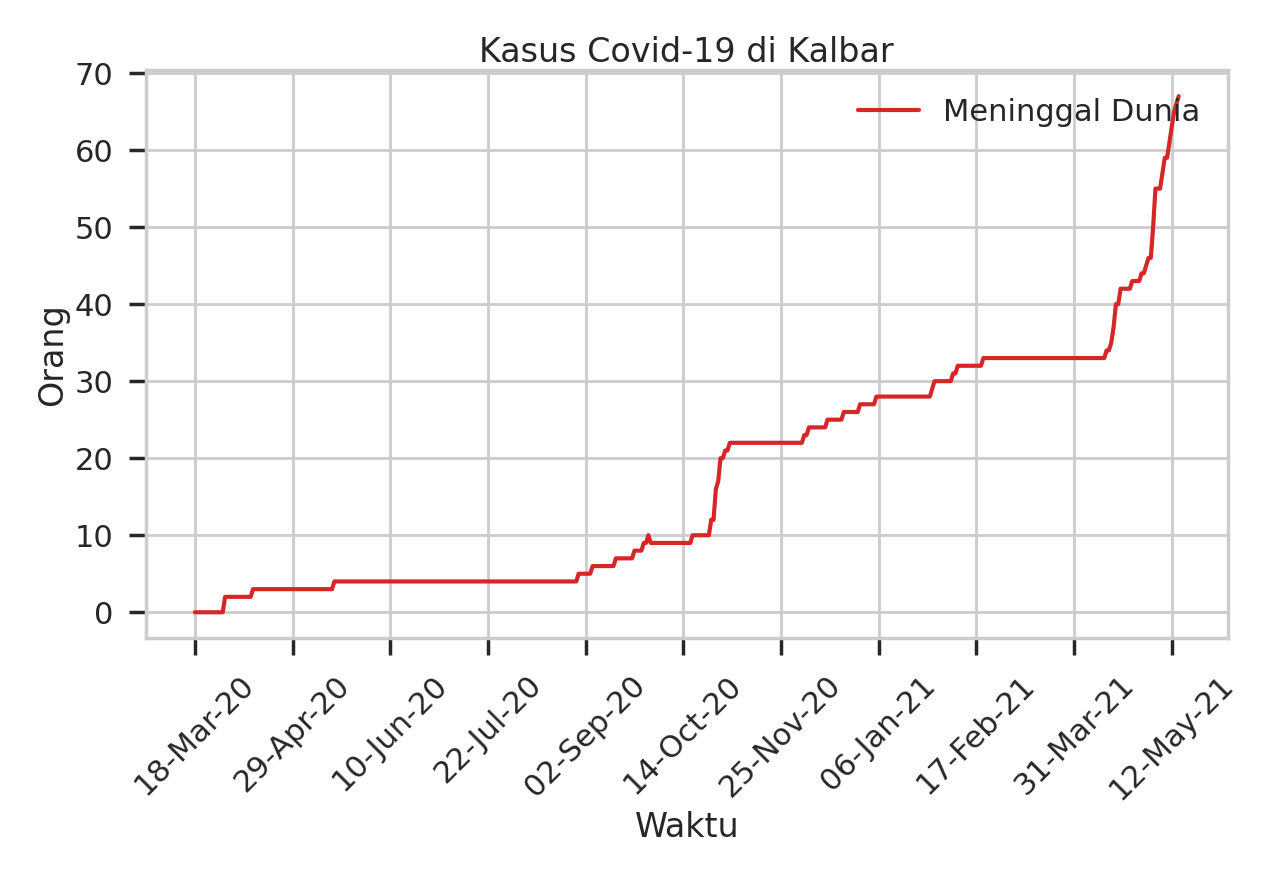 Kasus Covid-19 di Kalbar
Meninggal Dunia
Orang
70
60
50
40
30
20
10
0
18-Mar-20
29-Apr-20
10-Jun-20
22-Jul-20
02-Sep-20
14-Oct-20
25-Nov-20
06-Jan-21
17-Feb-21
31-Mar-21
12-May-21
Waktu